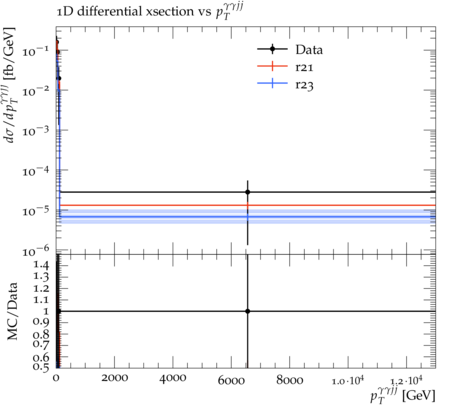 1D differential xsection vs p_T^{γγjj}
dσ/dp_T^{γγjj} [fb/GeV]
Data
r21
r23
10^{-1}
10^{-2}
10^{-3}
10^{-4}
10^{-5}
10^{-6}
MC/Data
1.4
1.3
1.2
1.1
1
0.9
0.8
0.7
0.6
0.5
0 2000 4000 6000 8000 1.0·10^4 1.2·10^4
p_T^{γγjj} [GeV]